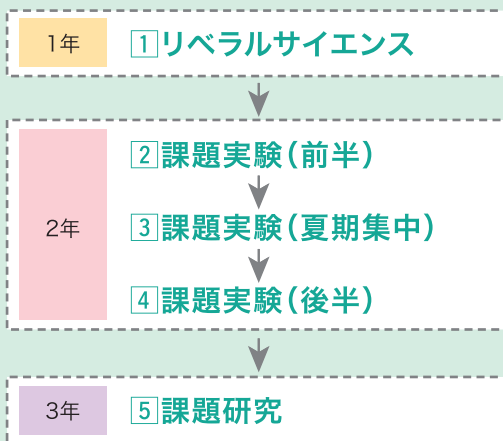 1年
1 リベラルサイエンス
2年
2 課題実験(前半)
3 課題実験(夏期集中)
4 課題実験(後半)
3年
5 課題研究